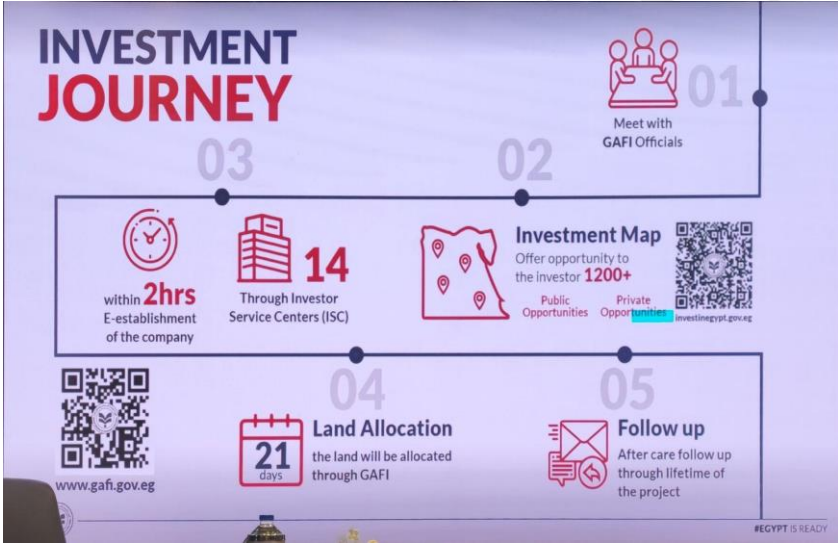 INVESTMENT
JOURNEY
01
Meet with
GAFI Officials
02
Investment Map
Offer opportunity to
the investor 1200+
Public
Opportunities
Private
Opportunities
investinegypt.gov.eg
03
within 2hrs
E-establishment
of the company
14
Through Investor
Service Centers (ISC)
04
21
days
Land Allocation
the land will be allocated
through GAFI
05
Follow up
After care follow up
through lifetime of
the project
www.gafi.gov.eg
#EGYPT IS READY